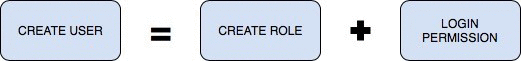 CREATE USER
=
CREATE ROLE
+
LOGIN
PERMISSION